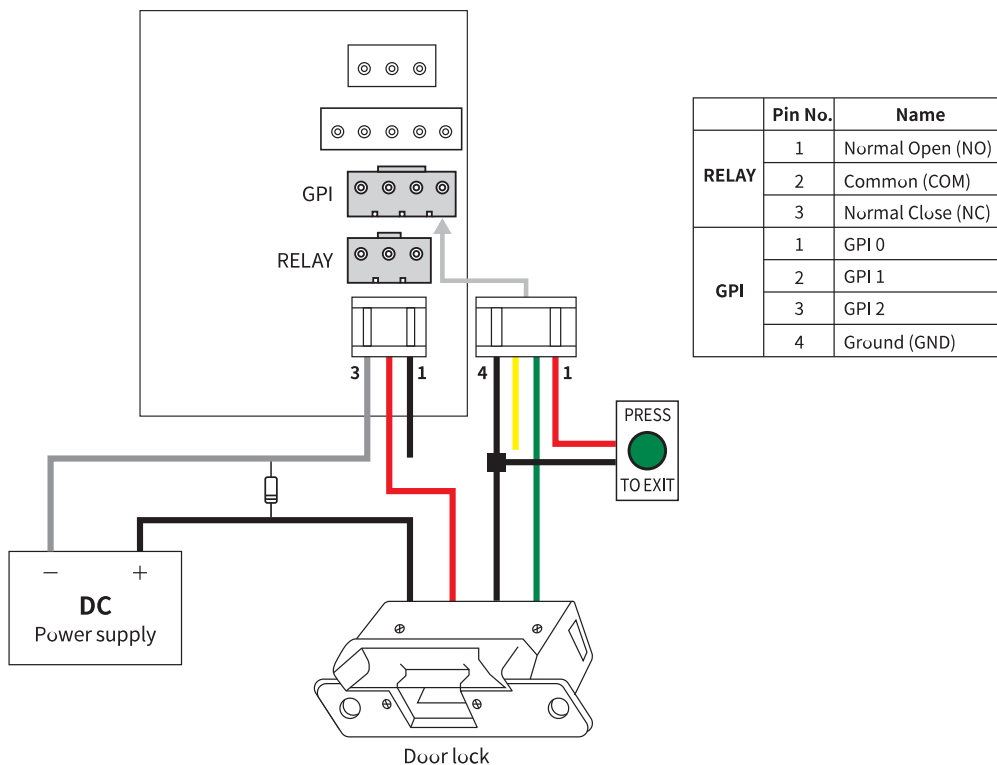 GPI
RELAY
3
1
4
1
PRESS
TO EXIT
−
+
DC
Power supply
Door lock
Pin No. Name
RELAY
1 Normal Open (NO)
2 Common (COM)
3 Normal Close (NC)
GPI
1 GPI 0
2 GPI 1
3 GPI 2
4 Ground (GND)